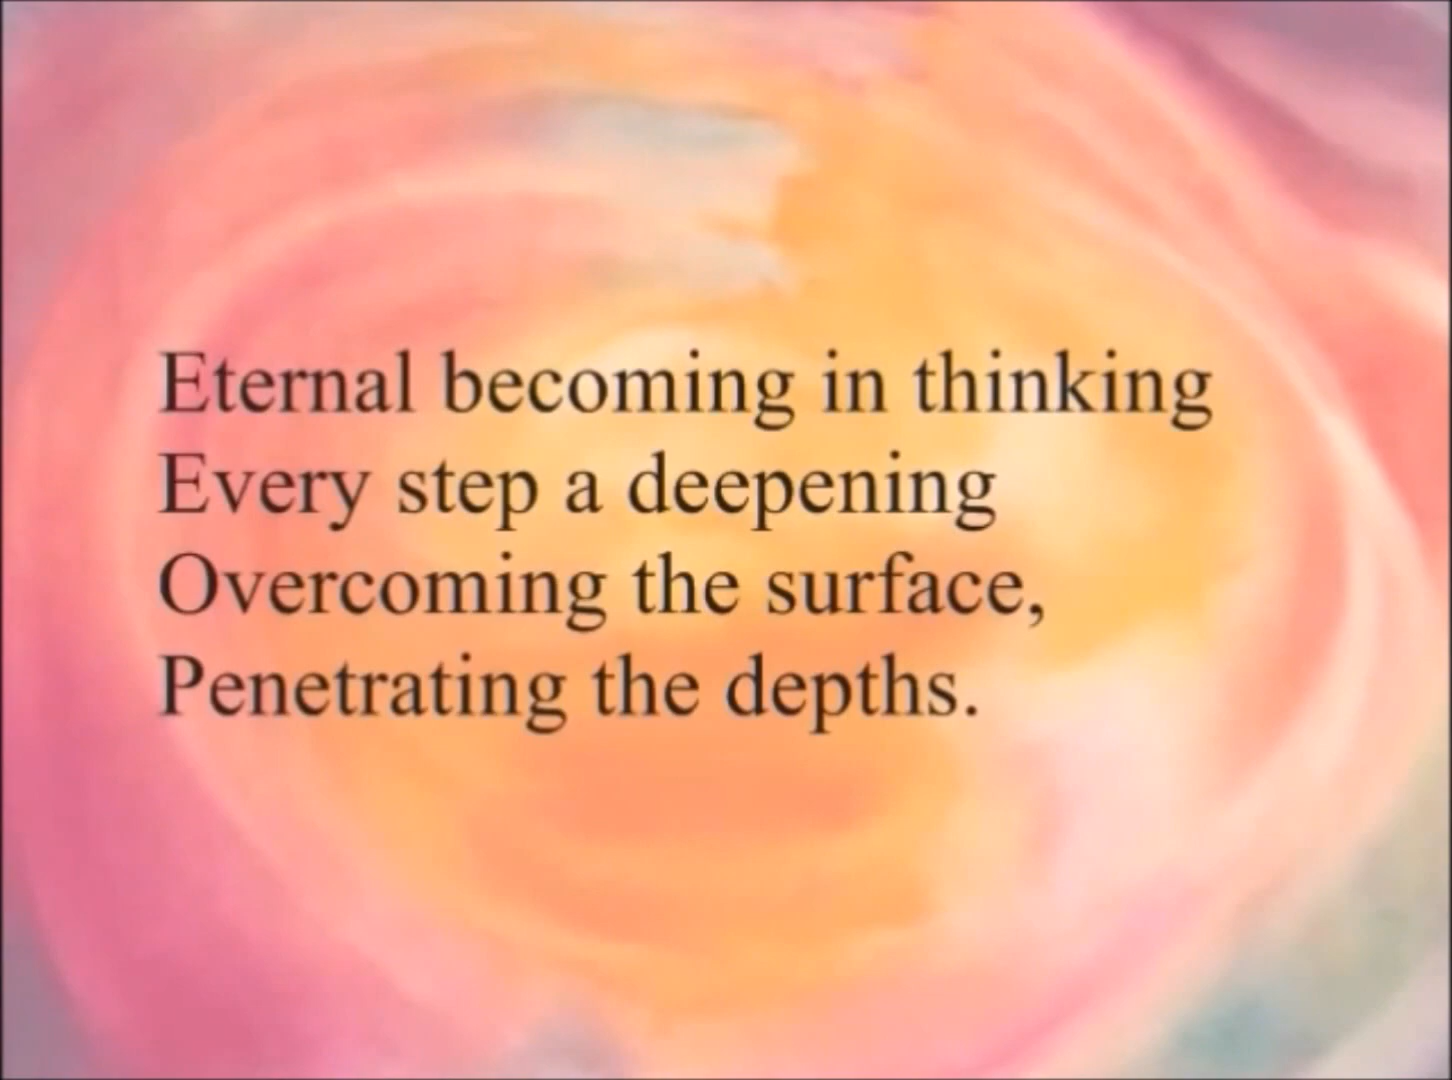 Eternal becoming in thinking
Every step a deepening
Overcoming the surface,
Penetrating the depths.